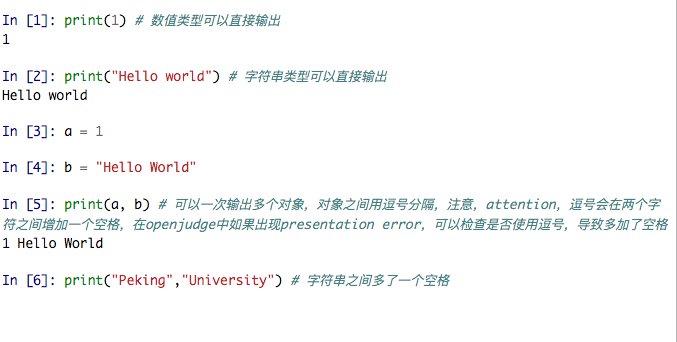 In [1]: print(1) # 数值类型可以直接输出
1
In [2]: print("Hello world") # 字符串类型可以直接输出
Hello world
In [3]: a = 1
In [4]: b = "Hello World"
In [5]: print(a, b) # 可以一次输出多个对象，对象之间用逗号分隔，注意，attention，逗号会在两个字
符之间增加一个空格，在openjudge中如果出现presentation error，可以检查是否使用逗号，导致多加了空格
1 Hello World
In [6]: print("Peking","University") # 字符串之间多了一个空格